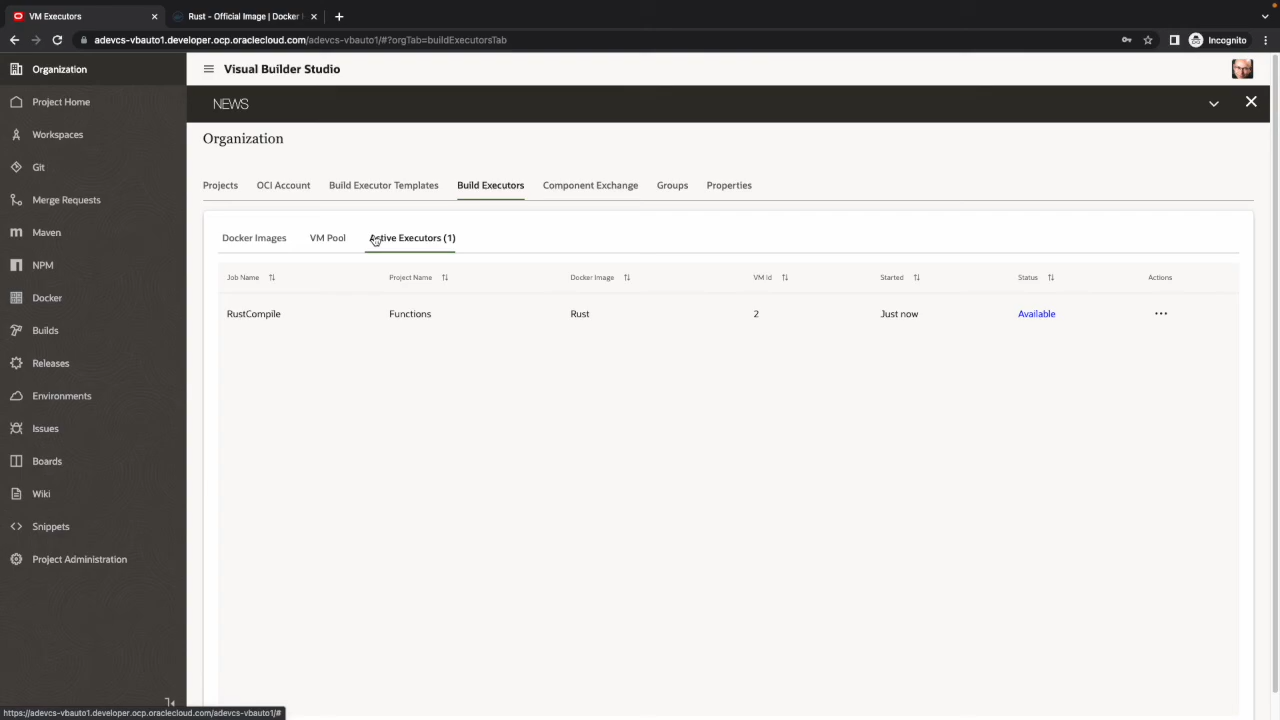 VM Executors
Rust - Official Image | Docker H
adevcs-vbauto1.developer.ocp.oraclecloud.com/adevcs-vbauto1/#?orgTab=buildExecutorsTab
Incognito
Organization
Project Home
Workspaces
Git
Merge Requests
Maven
NPM
Docker
Builds
Releases
Environments
Issues
Boards
Wiki
Snippets
Project Administration
Visual Builder Studio
NEWS
Organization
Projects OCI Account Build Executor Templates Build Executors Component Exchange Groups Properties
Docker Images VM Pool Active Executors (1)
Job Name Project Name Docker Image VM Id Started Status Actions
RustCompile Functions Rust 2 Just now Available
https://adevcs-vbauto1.developer.ocp.oraclecloud.com/adevcs-vbauto1/#